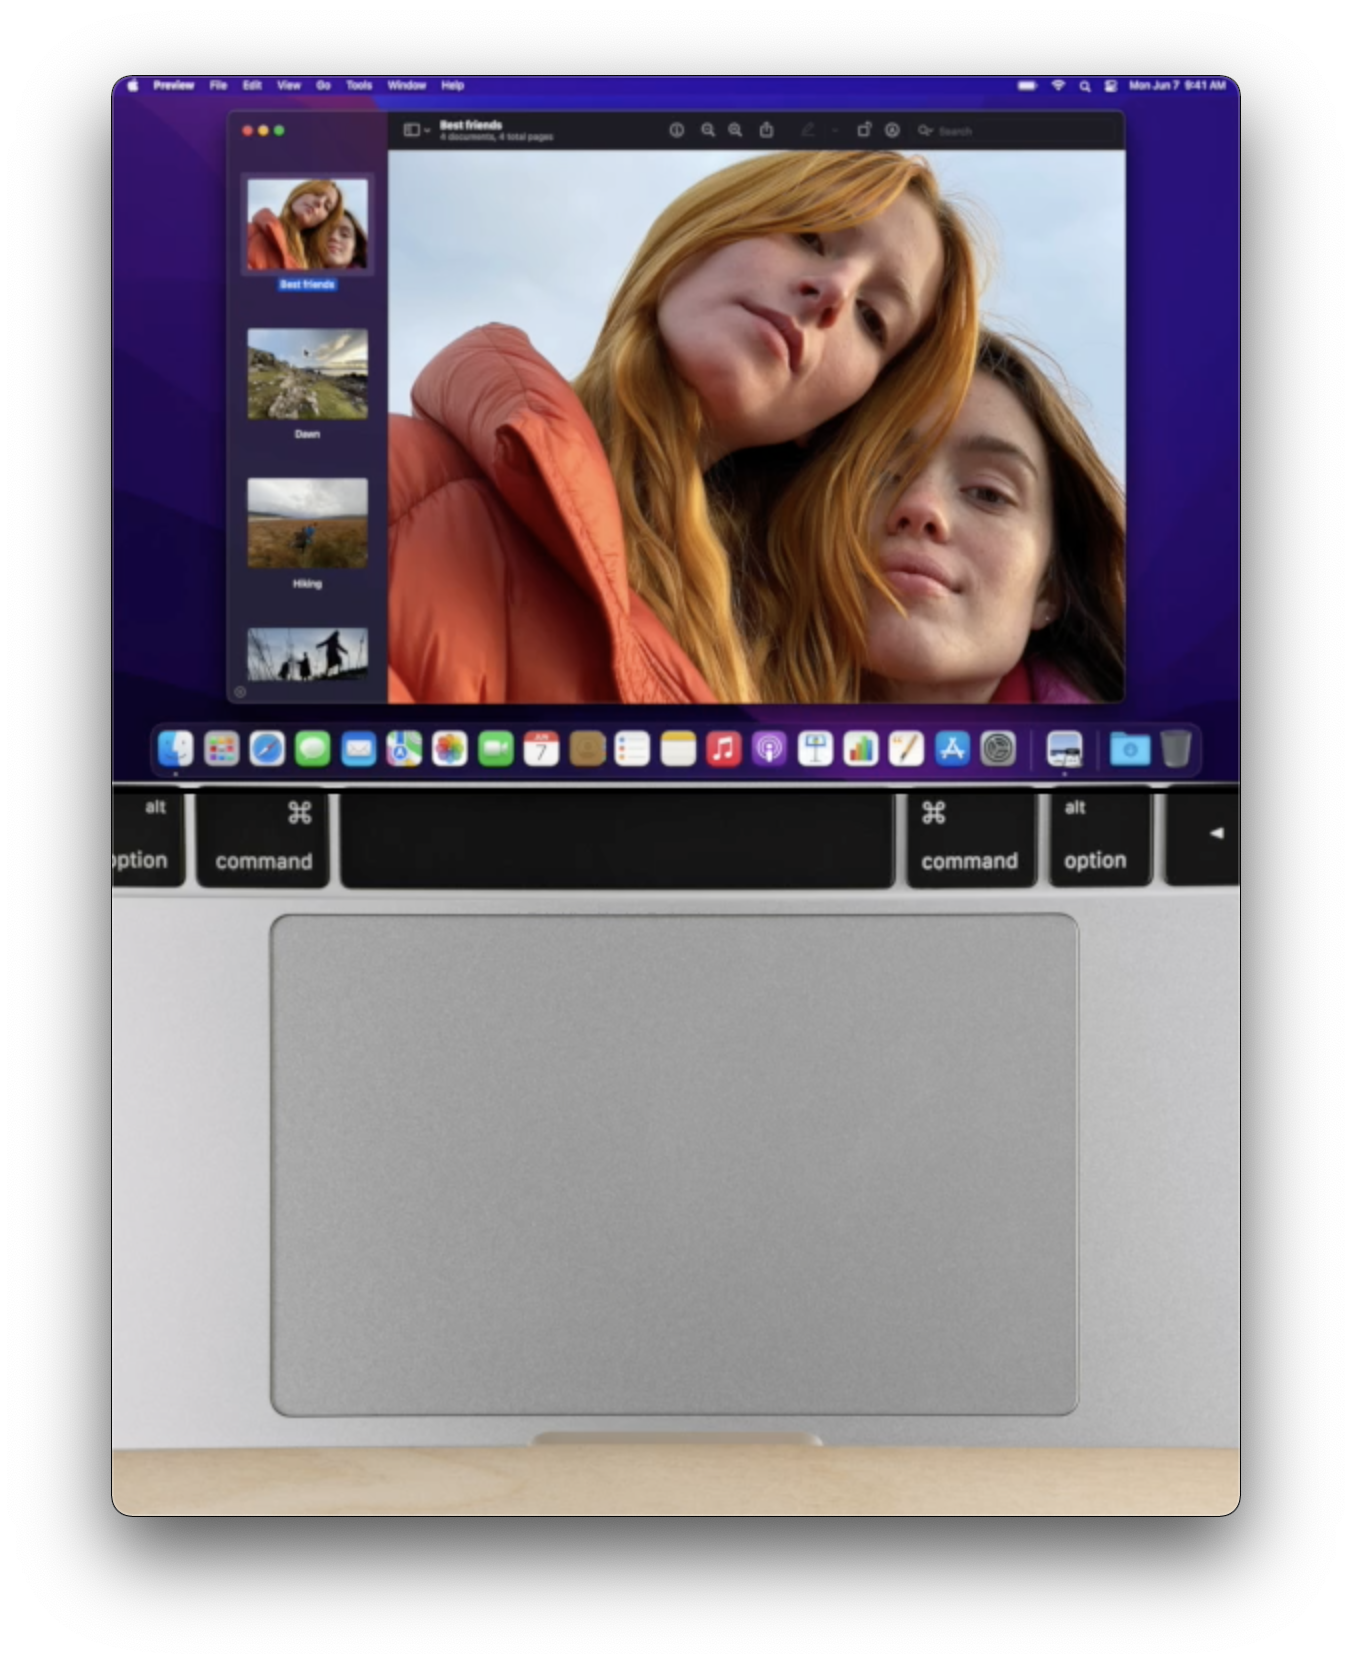 Preview File Edit View Go Tools Window Help
Mon Jun 7 9:41 AM
Best friends
4 documents, 4 total pages
Search
Best friends
Dawn
Hiking
JUN
7
alt
option
command
command
alt
option